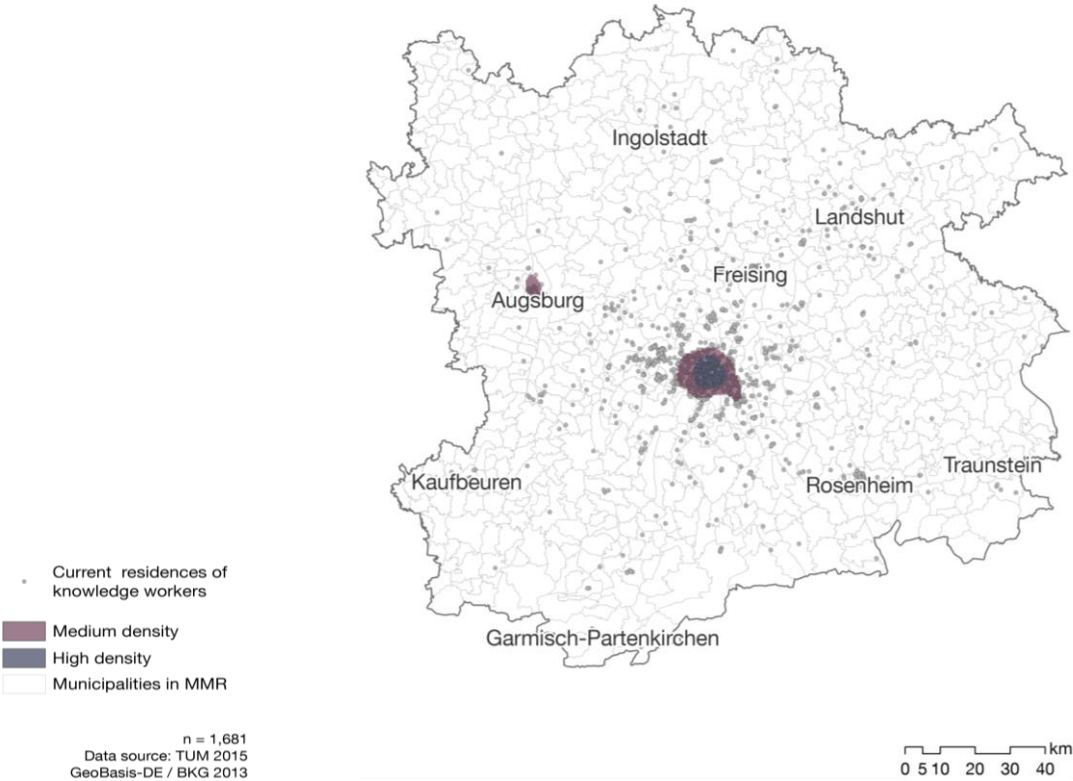 Ingolstadt
Landshut
Freising
Augsburg
Traunstein
Kaufbeuren
Rosenheim
Garmisch-Partenkirchen
Current residences of
knowledge workers
Medium density
High density
Municipalities in MMR
n = 1,681
Data source: TUM 2015
GeoBasis-DE / BKG 2013
km
0 5 10 20 30 40